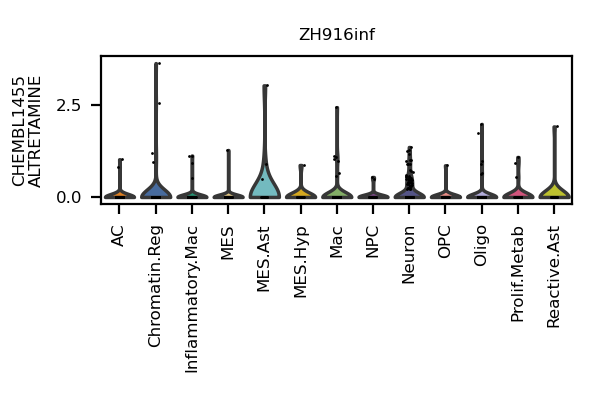 ZH916inf
CHEMBL1455
ALTRETAMINE
2.5
0.0
AC
Chromatin.Reg
Inflammatory.Mac
MES
MES.Ast
MES.Hyp
Mac
NPC
Neuron
OPC
Oligo
Prolif.Metab
Reactive.Ast